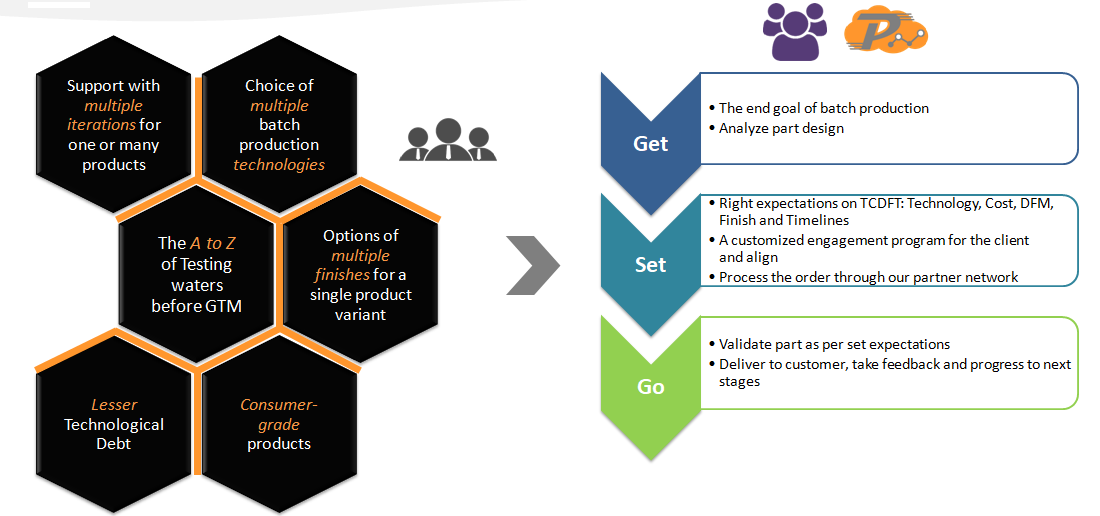 Support with
multiple
iterations for
one or many
products
Choice of
multiple
batch
production
technologies
The A to Z
of Testing
waters
before GTM
Options of
multiple
finishes for a
single product
variant
Lesser
Technological
Debt
Consumer-
grade
products
P
Get
• The end goal of batch production
• Analyze part design
Set
• Right expectations on TCDFT: Technology, Cost, DFM,
Finish and Timelines
• A customized engagement program for the client
and align
• Process the order through our partner network
Go
• Validate part as per set expectations
• Deliver to customer, take feedback and progress to next
stages